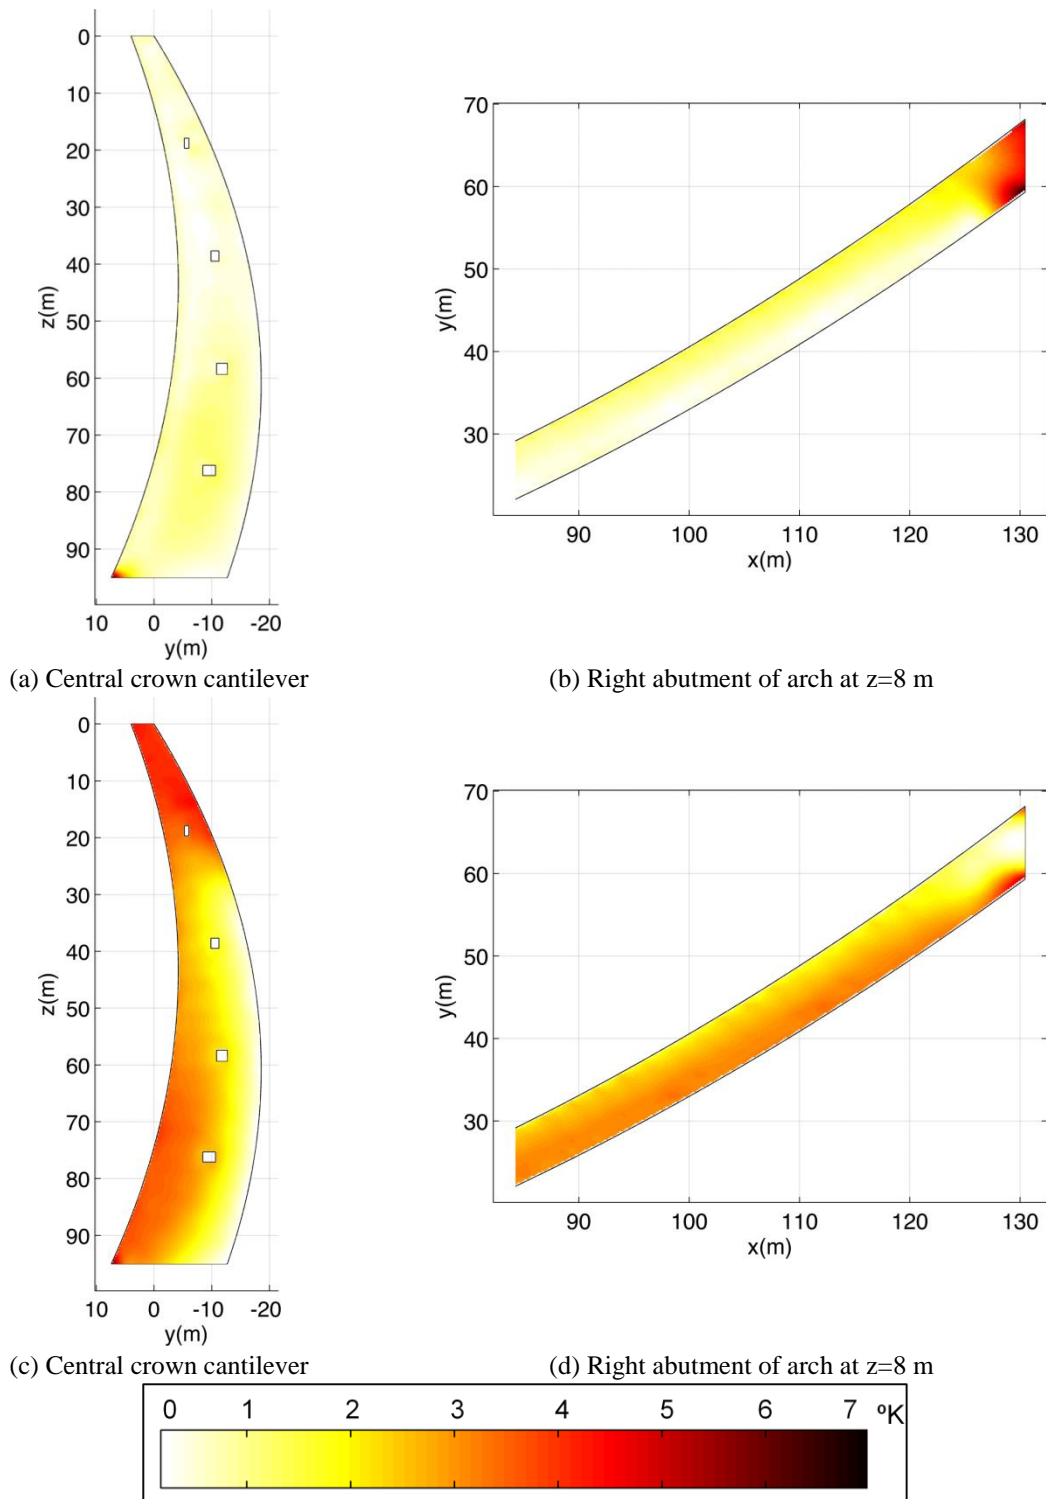 0
10
20
30
40
50
60
70
80
90
z(m)
10 0 -10 -20
y(m)
70
60
50
40
30
y(m)
90 100 110 120 130
x(m)
(a) Central crown cantilever
(b) Right abutment of arch at z=8 m
0
10
20
30
40
50
60
70
80
90
z(m)
10 0 -10 -20
y(m)
70
60
50
40
30
y(m)
90 100 110 120 130
x(m)
(c) Central crown cantilever
(d) Right abutment of arch at z=8 m
0 1 2 3 4 5 6 7 ºK